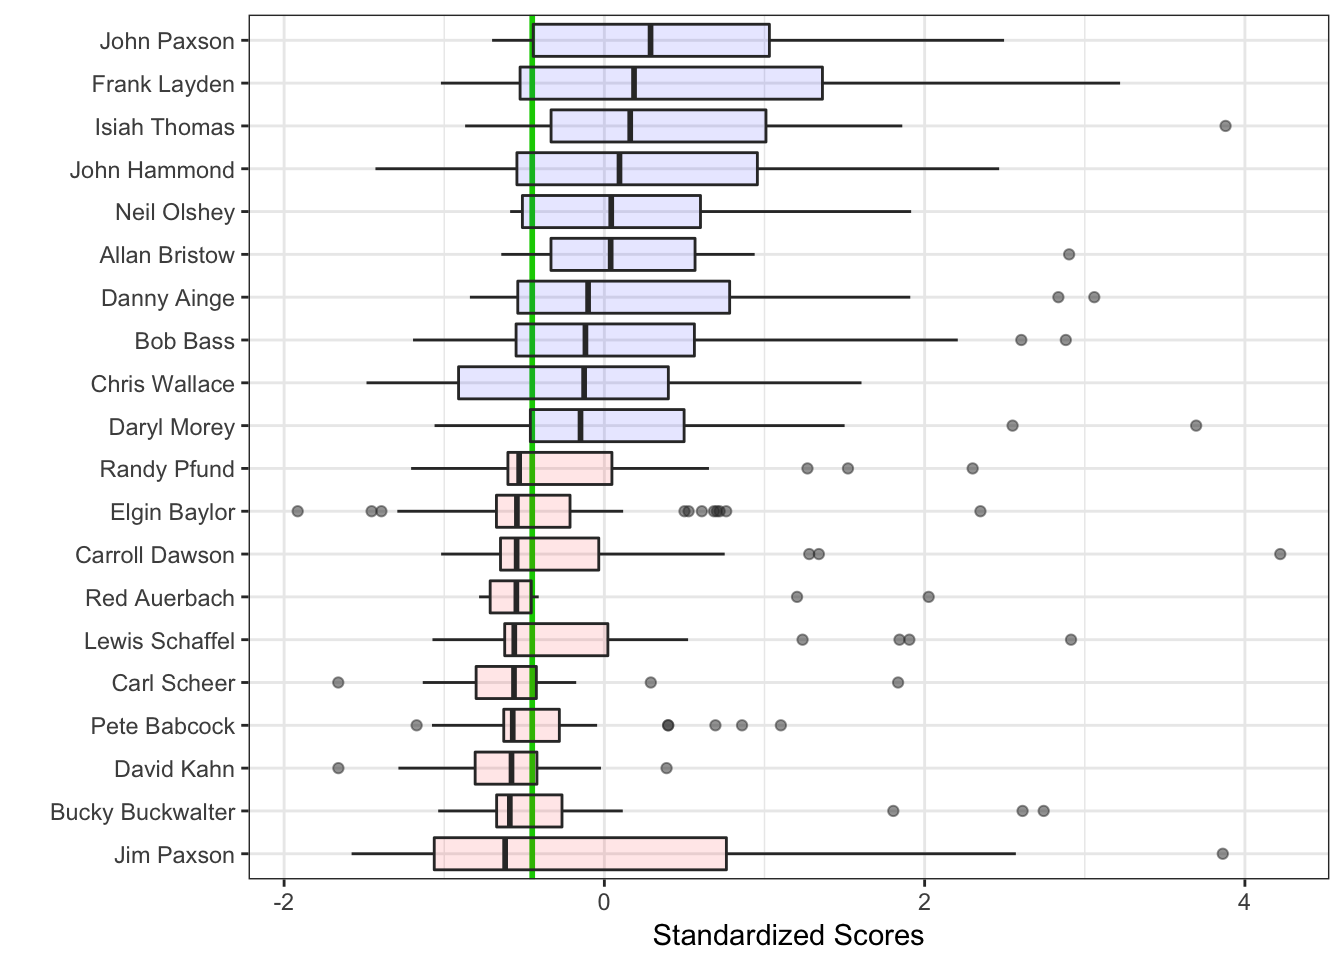 John Paxson
Frank Layden
Isiah Thomas
John Hammond
Neil Olshey
Allan Bristow
Danny Ainge
Bob Bass
Chris Wallace
Daryl Morey
Randy Pfund
Elgin Baylor
Carroll Dawson
Red Auerbach
Lewis Schaffel
Carl Scheer
Pete Babcock
David Kahn
Bucky Buckwalter
Jim Paxson
-2 0 2 4
Standardized Scores